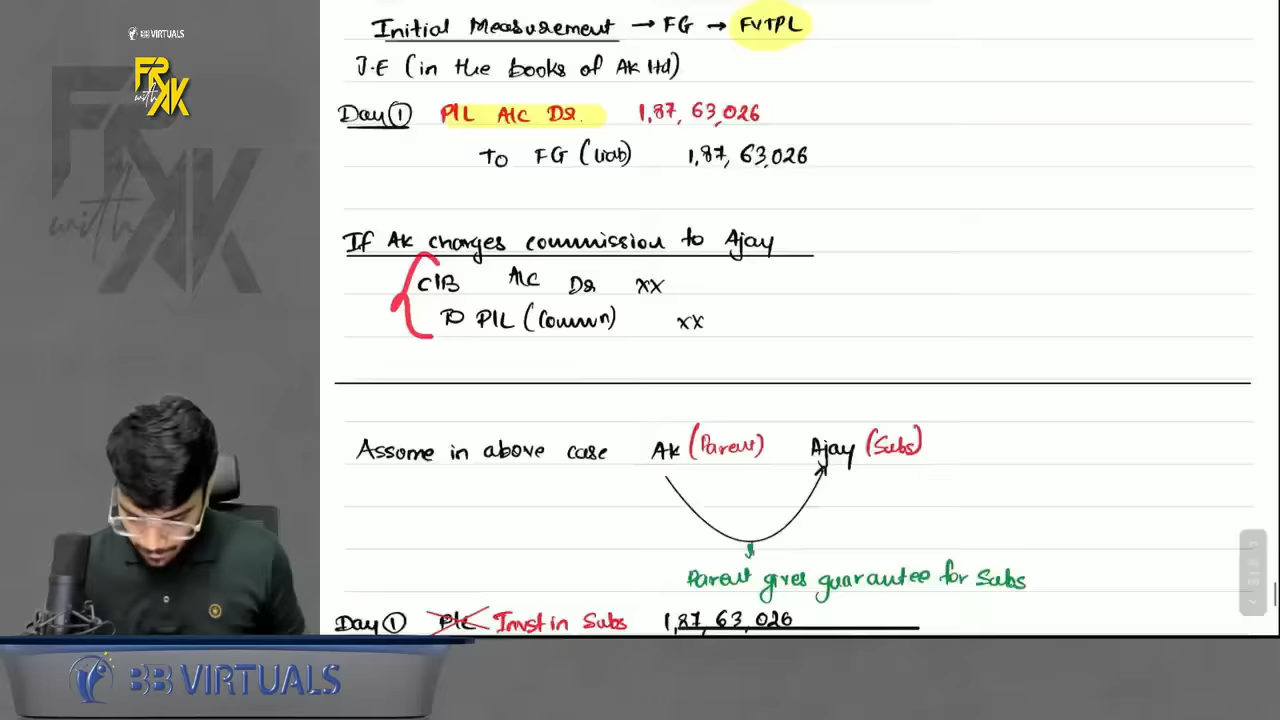 BB VIRTUALS
FR
with AK
Initial Measurement → FG → FVTPL
J.E (in the books of AK ltd)
Day ① P/L A/C Dr. 1,87,63,026
To FG (Liab) 1,87,63,026
If AK charges commission to Ajay
C/B A/C Dr xx
To P/L (Commn) xx
Assume in above case AK (Parent) Ajay (Subs)
Parent gives guarantee for Subs
Day ① P/L Invst in Subs 1,87,63,026
BB VIRTUALS